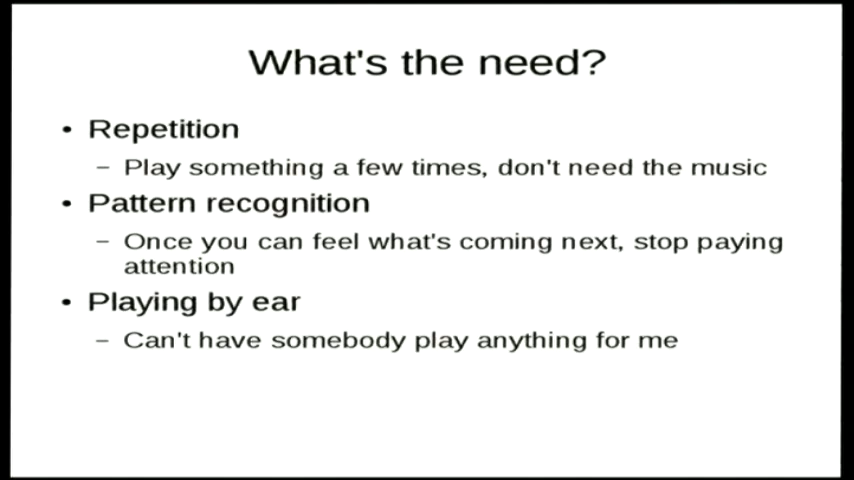 What's the need?
• Repetition
– Play something a few times, don't need the music
• Pattern recognition
– Once you can feel what's coming next, stop paying
attention
• Playing by ear
– Can't have somebody play anything for me